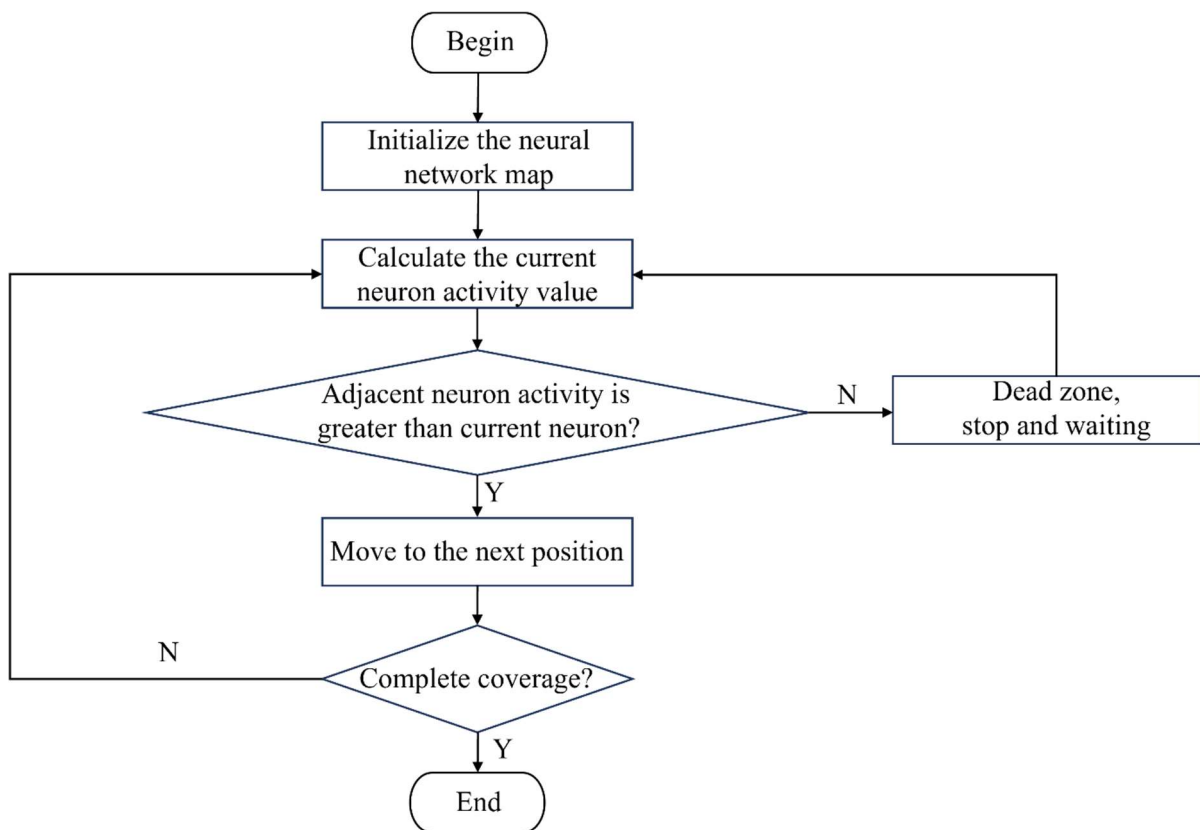 Begin
Initialize the neural
network map
Calculate the current
neuron activity value
Adjacent neuron activity is
greater than current neuron?
N
Dead zone,
stop and waiting
Y
Move to the next position
N
Complete coverage?
Y
End